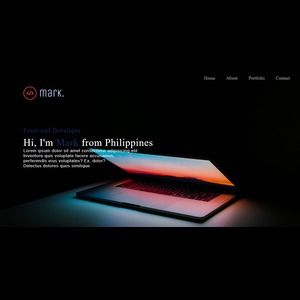 </> mark.
Home About Portfolio Contact
Front-end Developer
Hi, I'm Mark from Philippines
Lorem ipsum dolor sit amet consectetur adipisicing elit.
Inventore quis voluptate facere accusamus,
perferendis eius voluptates? Ex, dolor?
Delectus dolores quos similique